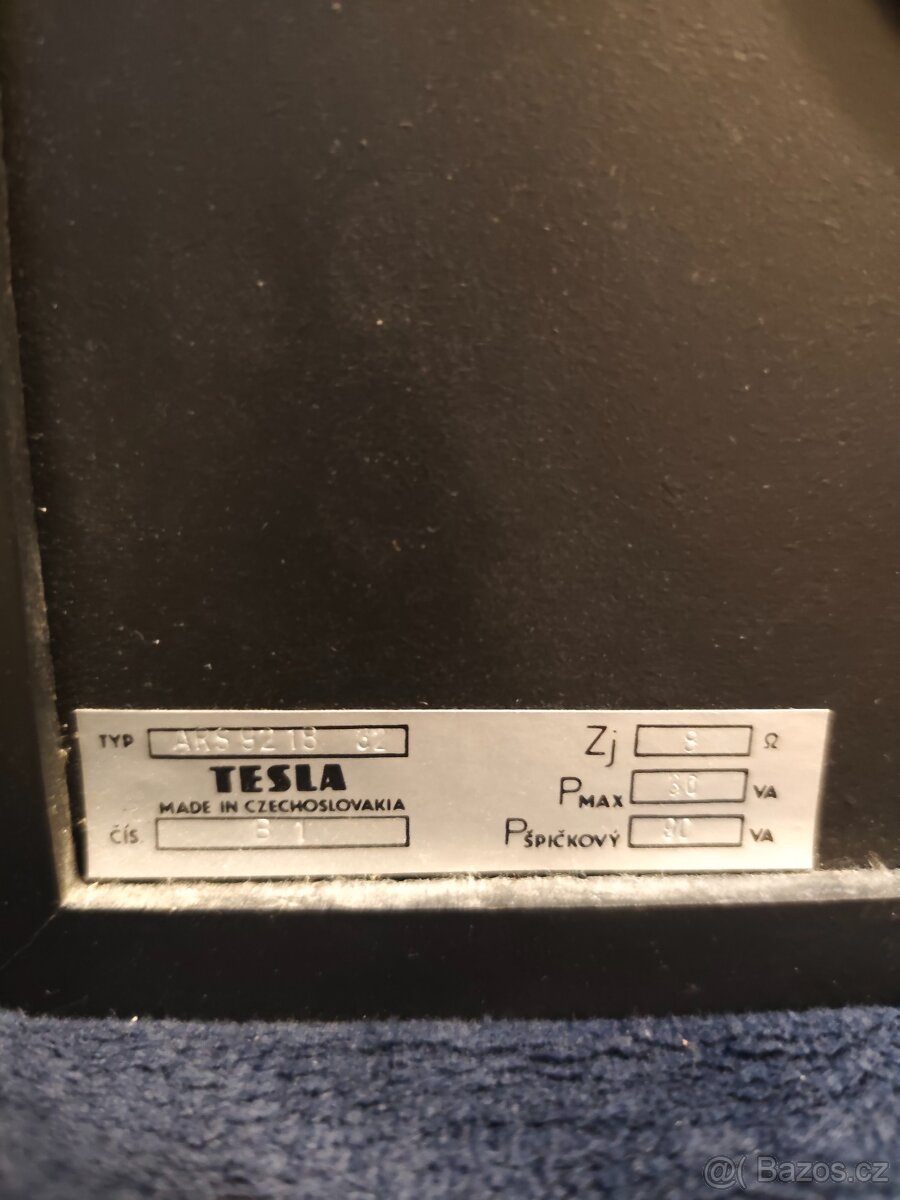 TYP ARS 9218 82
TESLA
MADE IN CZECHOSLOVAKIA
ČÍS. B 1
Zj 8 Ω
PMAX VA
PŠPIČKOVÝ 90 VA
@( Bazos.cz